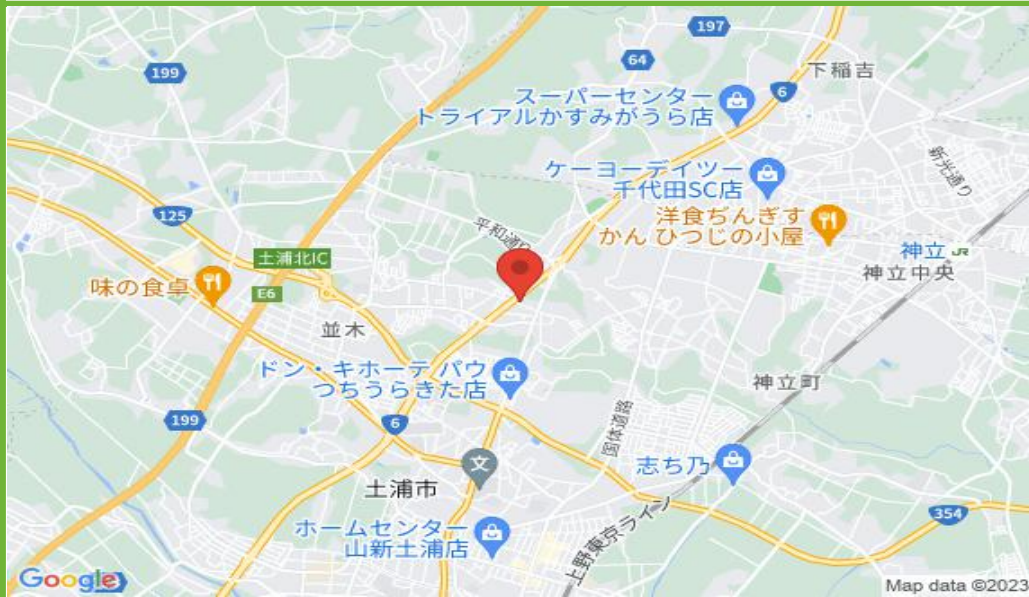 197
64
199
下稲吉
6
スーパーセンター
トライアルかすみがうら店
ケーヨーデイツー
千代田SC店
新光通り
125
洋食ぢんぎす
かん ひつじの小屋
平和通り
神立 JR
神立中央
土浦北IC
E6
味の食卓
並木
ドン・キホーテ パウ
つちうらきた店
神立町
199
6
国体道路
志ち乃
文
土浦市
354
ホームセンター
山新土浦店
上野東京ライン
Google
Map data ©2023